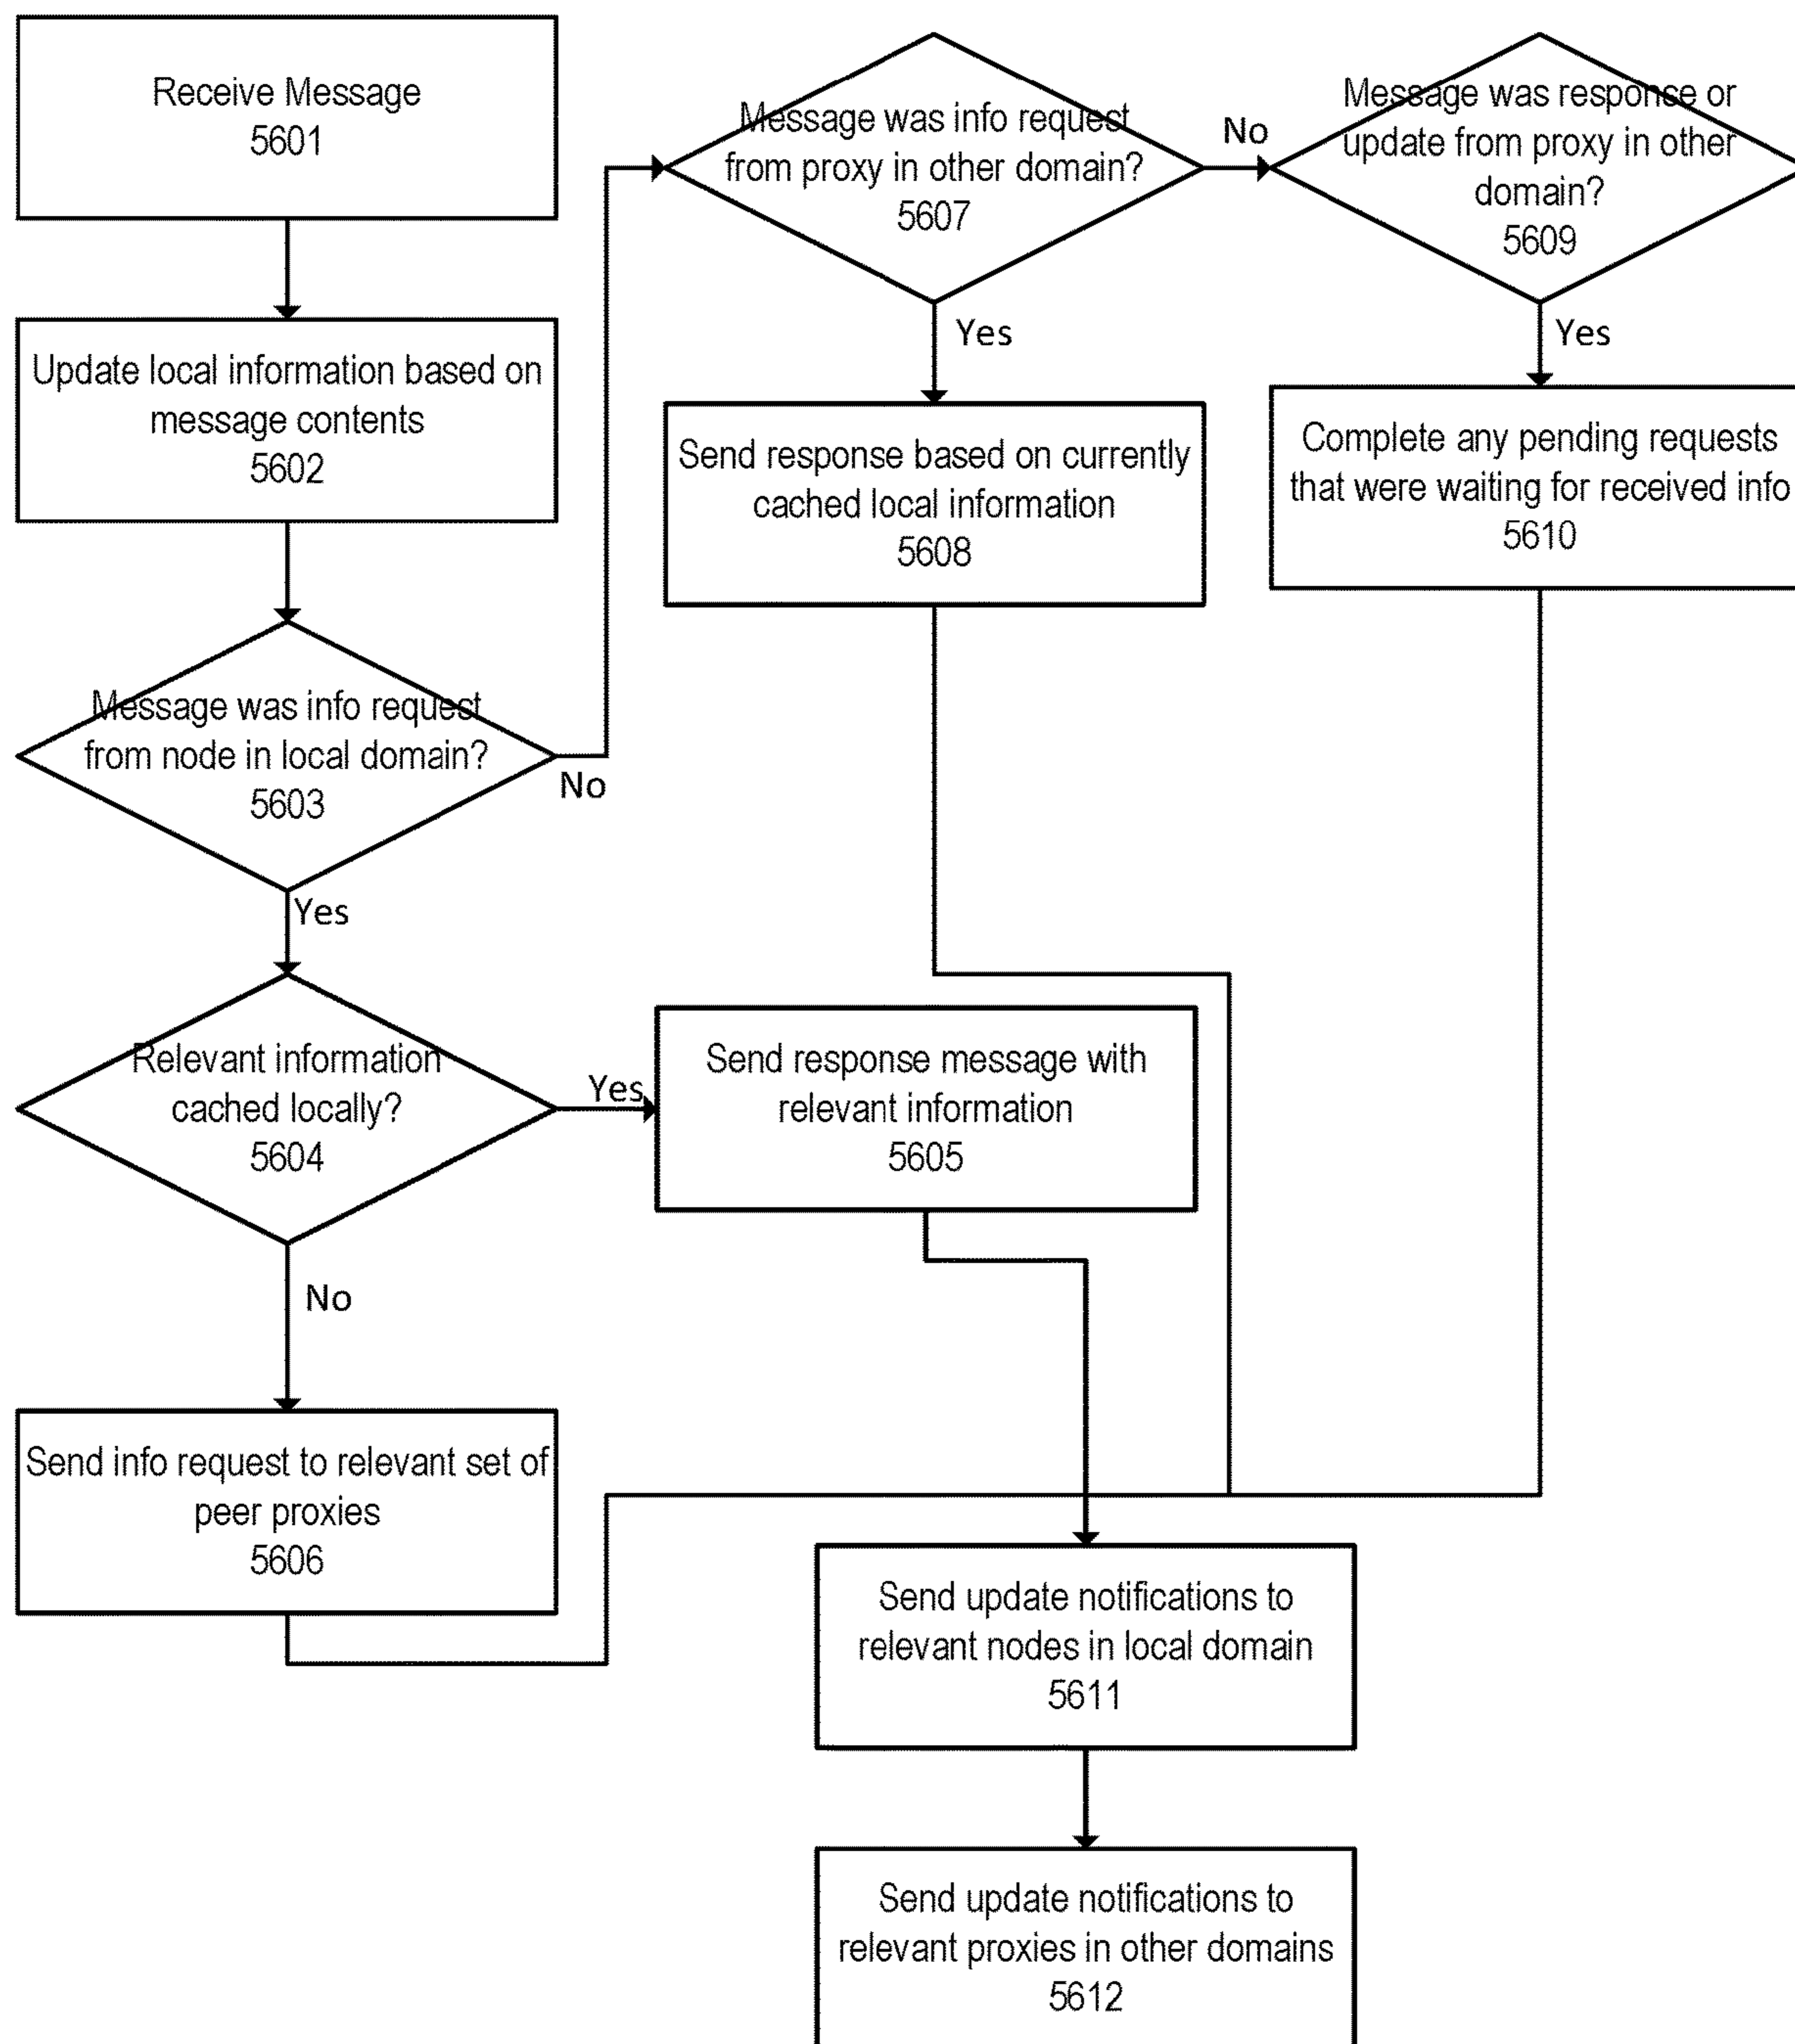 Receive Message
5601
Update local information based on
message contents
5602
Message was info request
from node in local domain?
5603
No
Yes
Relevant information
cached locally?
5604
Yes
No
Send info request to relevant set of
peer proxies
5606
Message was info request
from proxy in other domain?
5607
No
Yes
Send response based on currently
cached local information
5608
Send response message with
relevant information
5605
Message was response or
update from proxy in other
domain?
5609
Yes
Complete any pending requests
that were waiting for received info
5610
Send update notifications to
relevant nodes in local domain
5611
Send update notifications to
relevant proxies in other domains
5612